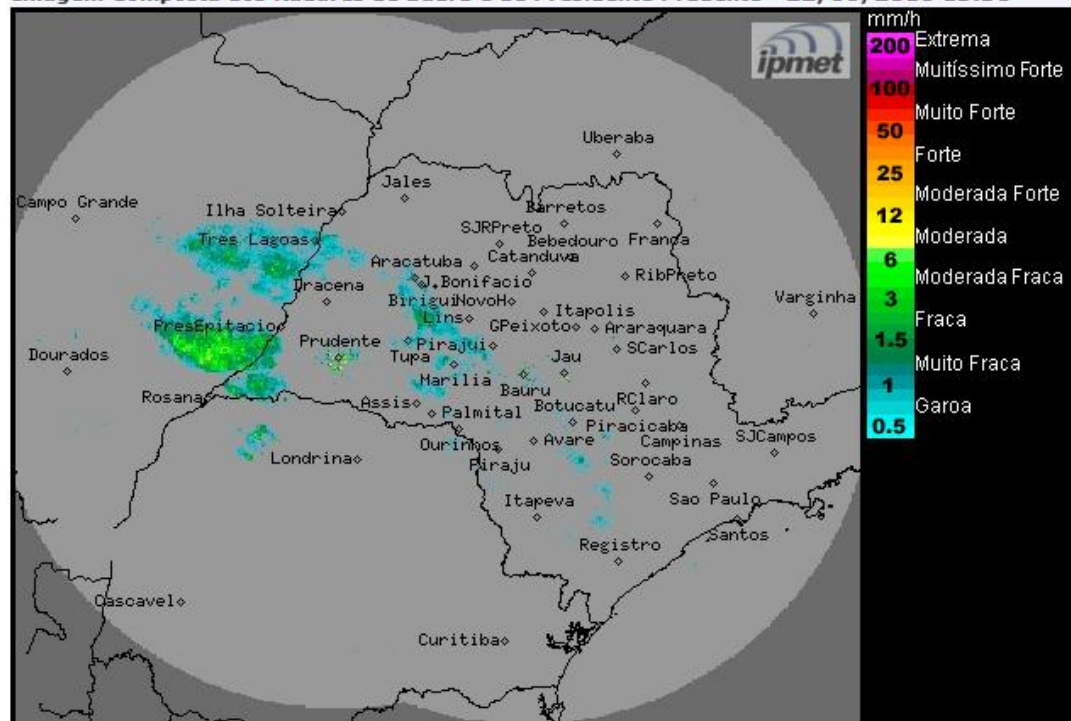 mm/h
200 Extrema
Muitíssimo Forte
100
Muito Forte
50
Forte
25
Moderada Forte
12
Moderada
6
Moderada Fraca
3
Fraca
1.5
Muito Fraca
1
Garoa
0.5
ipmet
Uberaba
Jales
Campo Grande
Ilha Solteira
Barretos
SJRPreto
Bebedouro Franca
Tres Lagoas
Catanduva
Aracatuba
J.Bonifacio
RibPreto
Dracena
Birigui NovoH
Varginha
Lins
Itapolis
PresEpitacio
GPeixoto
Araraquara
Prudente
Pirajui
SCarlos
Dourados
Tupa
Jau
Marilia
Bauru
Rosana
Assis
RClaro
Palmital
Botucatu
Piracicaba
Ourinhos
Avare
Campinas
SJCampos
Londrina
Piraju
Sorocaba
Itapeva
Sao Paulo
Santos
Registro
Cascavel
Curitiba